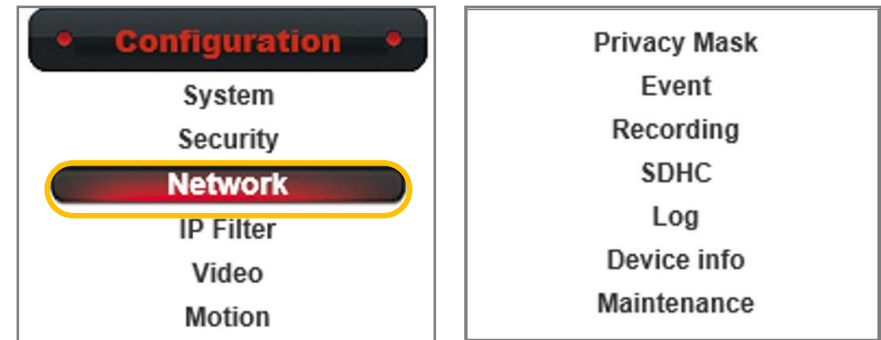 Configuration
System
Security
Network
IP Filter
Video
Motion
Privacy Mask
Event
Recording
SDHC
Log
Device info
Maintenance